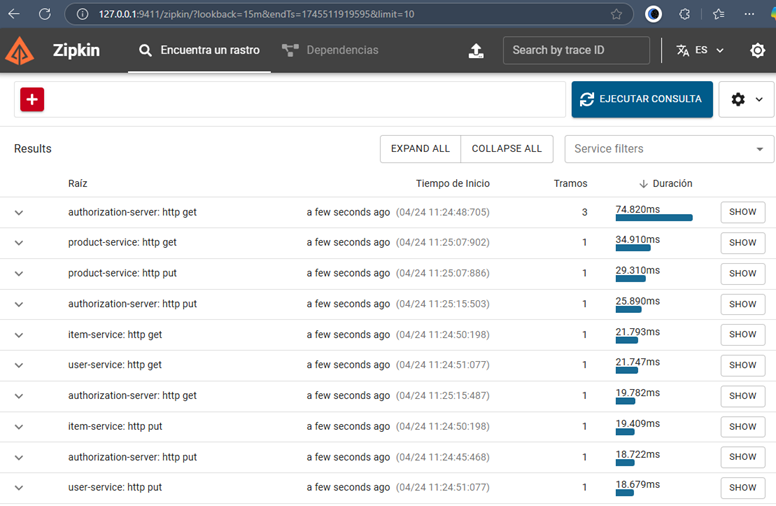 127.0.0.1:9411/zipkin/?lookback=15m&endTs=1745511919595&limit=10
Zipkin Encuentra un rastro Dependencias Search by trace ID ES
+ EJECUTAR CONSULTA
Results EXPAND ALL COLLAPSE ALL Service filters
Raíz Tiempo de Inicio Tramos Duración
authorization-server: http get a few seconds ago (04/24 11:24:48:705) 3 74.820ms SHOW
product-service: http get a few seconds ago (04/24 11:25:07:902) 1 34.910ms SHOW
product-service: http put a few seconds ago (04/24 11:25:07:886) 1 29.310ms SHOW
authorization-server: http put a few seconds ago (04/24 11:25:15:503) 1 25.890ms SHOW
item-service: http get a few seconds ago (04/24 11:24:50:198) 1 21.793ms SHOW
user-service: http get a few seconds ago (04/24 11:24:51:077) 1 21.747ms SHOW
authorization-server: http get a few seconds ago (04/24 11:25:15:487) 1 19.782ms SHOW
item-service: http put a few seconds ago (04/24 11:24:50:198) 1 19.409ms SHOW
authorization-server: http put a few seconds ago (04/24 11:24:45:468) 1 18.722ms SHOW
user-service: http put a few seconds ago (04/24 11:24:51:077) 1 18.679ms SHOW